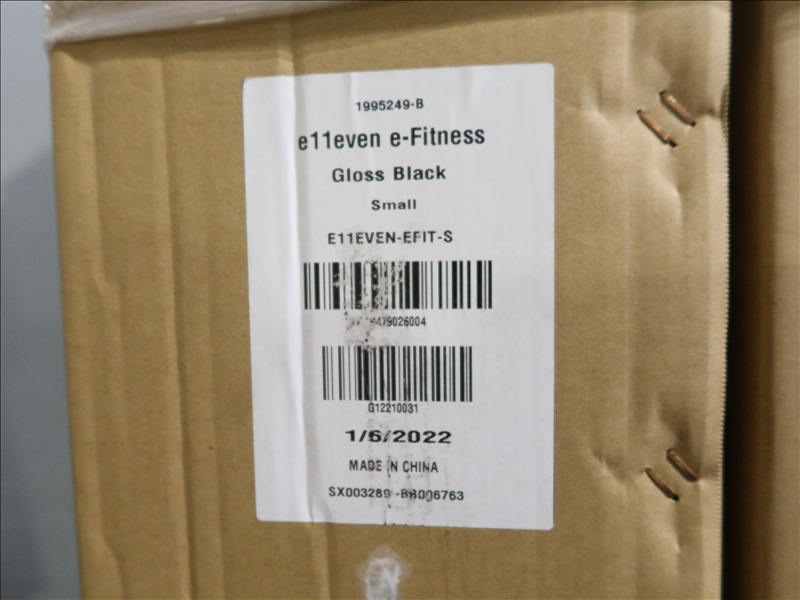 1995249-B
e11even e-Fitness
Gloss Black
Small
E11EVEN-EFIT-S
G12210031
1/6/2022
MADE IN CHINA